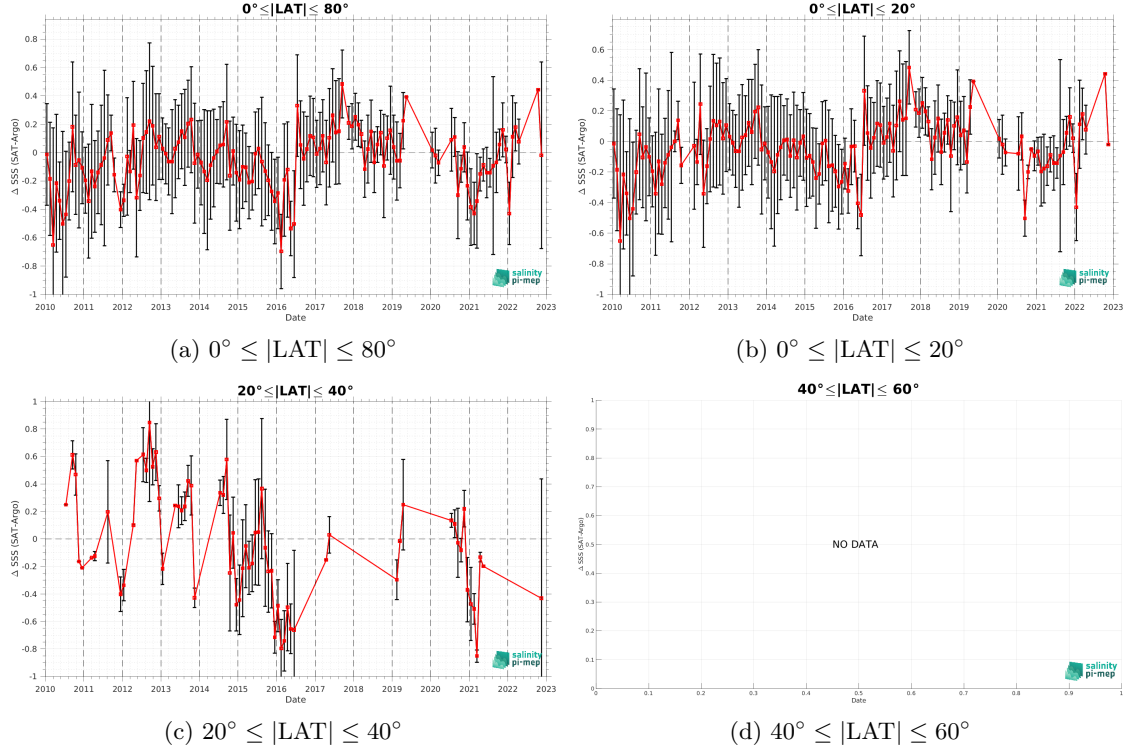 0°≤|LAT|≤ 80°
Δ SSS (SAT-Argo)
0.8
0.6
0.4
0.2
0
-0.2
-0.4
-0.6
-0.8
-1
2010 2011 2012 2013 2014 2015 2016 2017 2018 2019 2020 2021 2022 2023
Date
salinity
pi-mep
(a) 0° ≤ |LAT| ≤ 80°
0°≤|LAT|≤ 20°
Δ SSS (SAT-Argo)
0.6
0.4
0.2
0
-0.2
-0.4
-0.6
-0.8
-1
2010 2011 2012 2013 2014 2015 2016 2017 2018 2019 2020 2021 2022 2023
Date
salinity
pi-mep
(b) 0° ≤ |LAT| ≤ 20°
20°≤|LAT|≤ 40°
Δ SSS (SAT-Argo)
1
0.8
0.6
0.4
0.2
0
-0.2
-0.4
-0.6
-0.8
-1
2010 2011 2012 2013 2014 2015 2016 2017 2018 2019 2020 2021 2022 2023
Date
salinity
pi-mep
(c) 20° ≤ |LAT| ≤ 40°
40°≤|LAT|≤ 60°
Δ SSS (SAT-Argo)
1
0.9
0.8
0.7
0.6
0.5
0.4
0.3
0.2
0.1
0
NO DATA
0 0.1 0.2 0.3 0.4 0.5 0.6 0.7 0.8 0.9 1
Date
salinity
pi-mep
(d) 40° ≤ |LAT| ≤ 60°